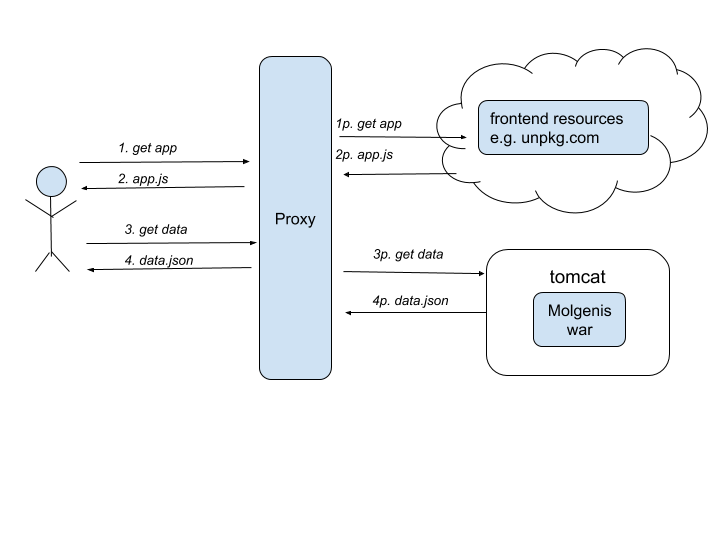 1. get app
2. app.js
3. get data
4. data.json
Proxy
1p. get app
2p. app.js
frontend resources
e.g. unpkg.com
3p. get data
4p. data.json
tomcat
Molgenis
war